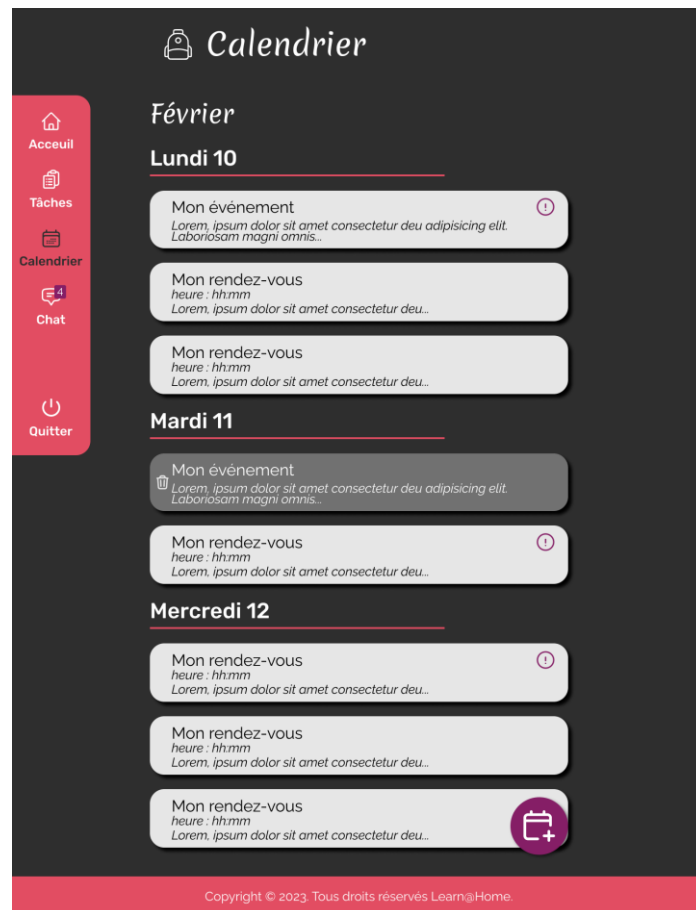 Calendrier
Acceuil
Tâches
Calendrier
4
Chat
Quitter
Février
Lundi 10
Mon événement
Lorem, ipsum dolor sit amet consectetur deu adipisicing elit.
Laboriosam magni omnis...
Mon rendez-vous
heure : hh:mm
Lorem, ipsum dolor sit amet consectetur deu...
Mon rendez-vous
heure : hh:mm
Lorem, ipsum dolor sit amet consectetur deu...
Mardi 11
Mon événement
Lorem, ipsum dolor sit amet consectetur deu adipisicing elit.
Laboriosam magni omnis...
Mon rendez-vous
heure : hh:mm
Lorem, ipsum dolor sit amet consectetur deu...
Mercredi 12
Mon rendez-vous
heure : hh:mm
Lorem, ipsum dolor sit amet consectetur deu...
Mon rendez-vous
heure : hh:mm
Lorem, ipsum dolor sit amet consectetur deu...
Mon rendez-vous
heure : hh:mm
Lorem, ipsum dolor sit amet consectetur deu...
Copyright © 2023. Tous droits réservés Learn@Home.